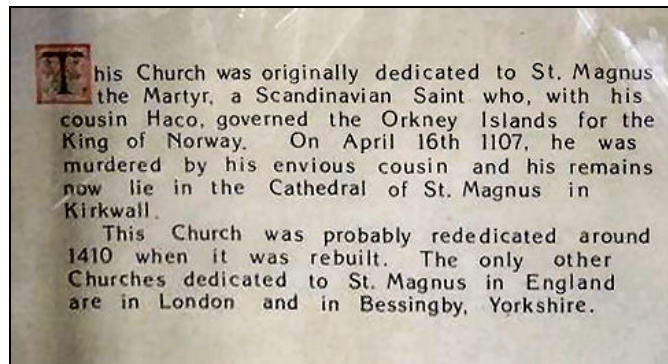 This Church was originally dedicated to St. Magnus
the Martyr, a Scandinavian Saint who, with his
cousin Haco, governed the Orkney Islands for the
King of Norway. On April 16th 1107, he was
murdered by his envious cousin and his remains
now lie in the Cathedral of St. Magnus in
Kirkwall.
This Church was probably rededicated around
1410 when it was rebuilt. The only other
Churches dedicated to St. Magnus in England
are in London and in Bessingby, Yorkshire.